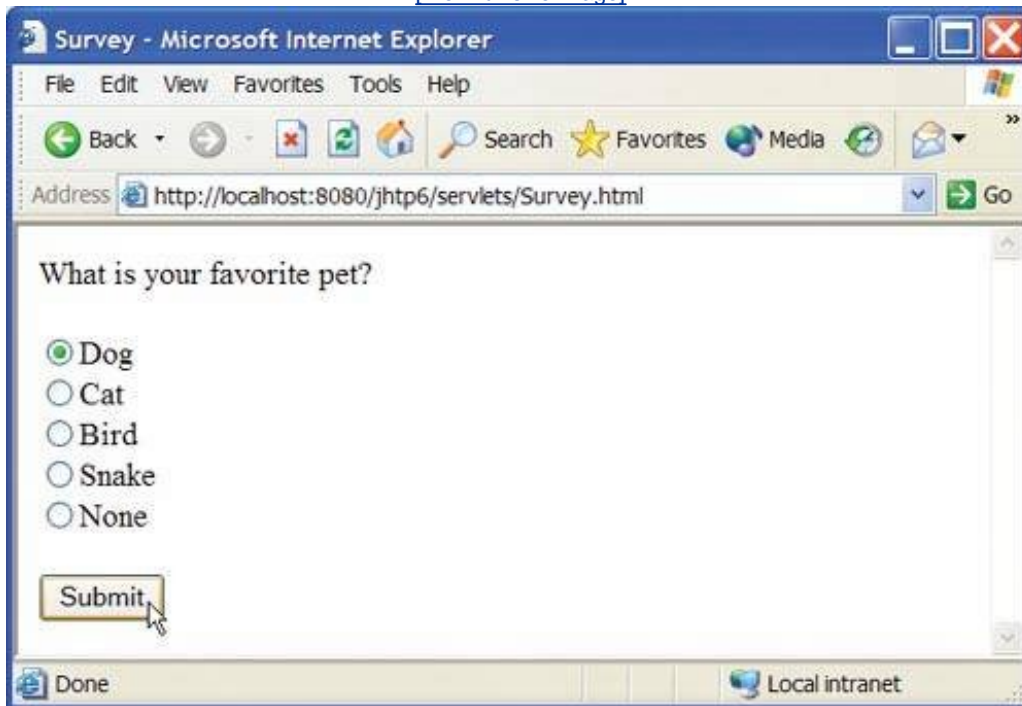 Survey - Microsoft Internet Explorer
File Edit View Favorites Tools Help
Back Search Favorites Media »
Address http://localhost:8080/jhtp6/servlets/Survey.html Go
What is your favorite pet?
Dog
Cat
Bird
Snake
None
Submit
Done Local intranet